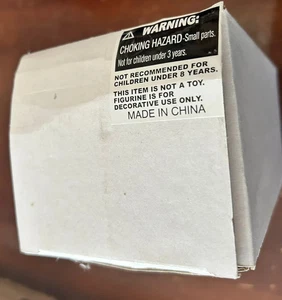 WARNING:
CHOKING HAZARD-Small parts.
Not for children under 3 years.
NOT RECOMMENDED FOR
CHILDREN UNDER 8 YEARS.
THIS ITEM IS NOT A TOY.
FIGURINE IS FOR
DECORATIVE USE ONLY.
MADE IN CHINA